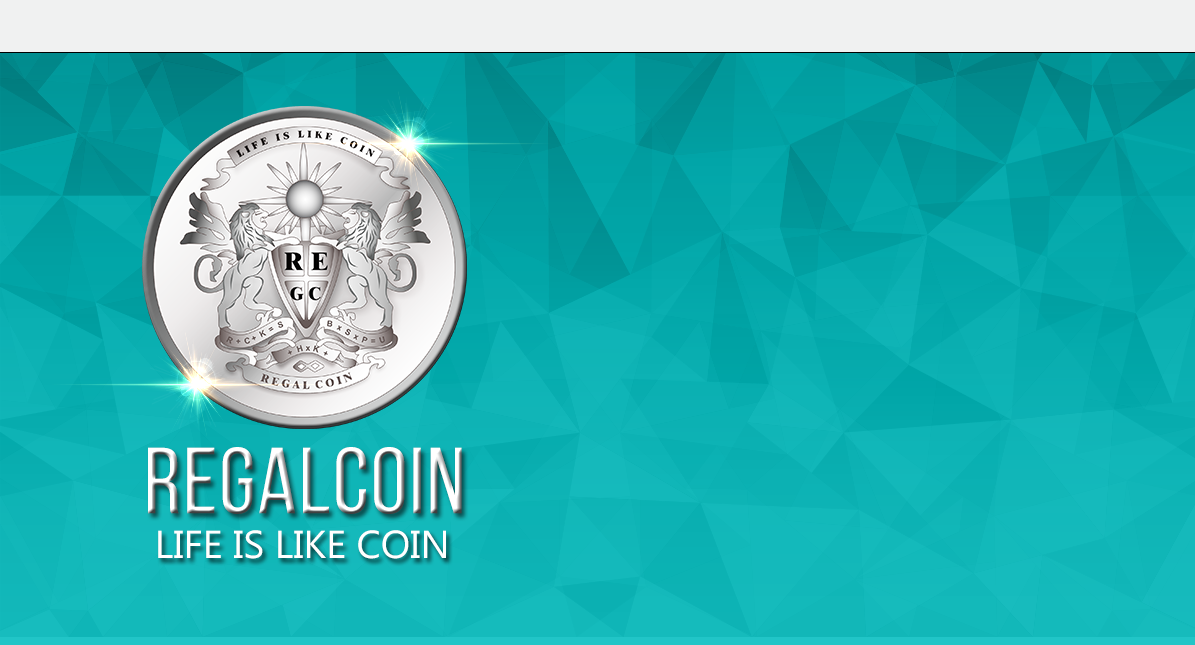 LIFE IS LIKE COIN
R E
G C
R+C+K=S
B x S x P = U
+ H x K +
REGAL COIN
REGALCOIN
LIFE IS LIKE COIN